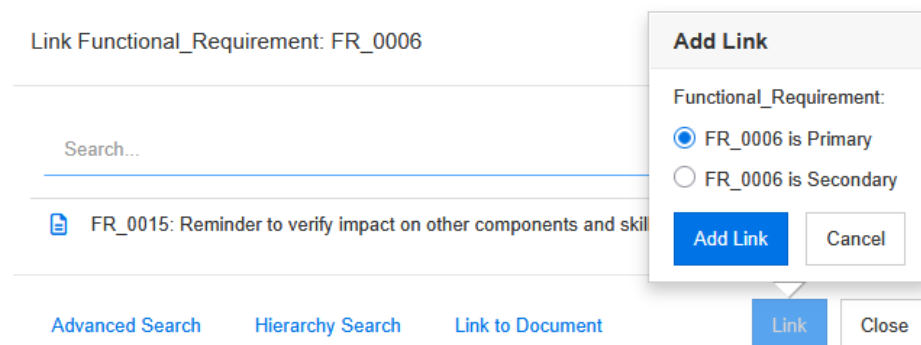 Link Functional_Requirement: FR_0006
Search...
FR_0015: Reminder to verify impact on other components and
Advanced Search
Hierarchy Search
Link to Document
Link
Close
Add Link
Functional_Requirement:
FR_0006 is Primary
FR_0006 is Secondary
Add Link
Cancel